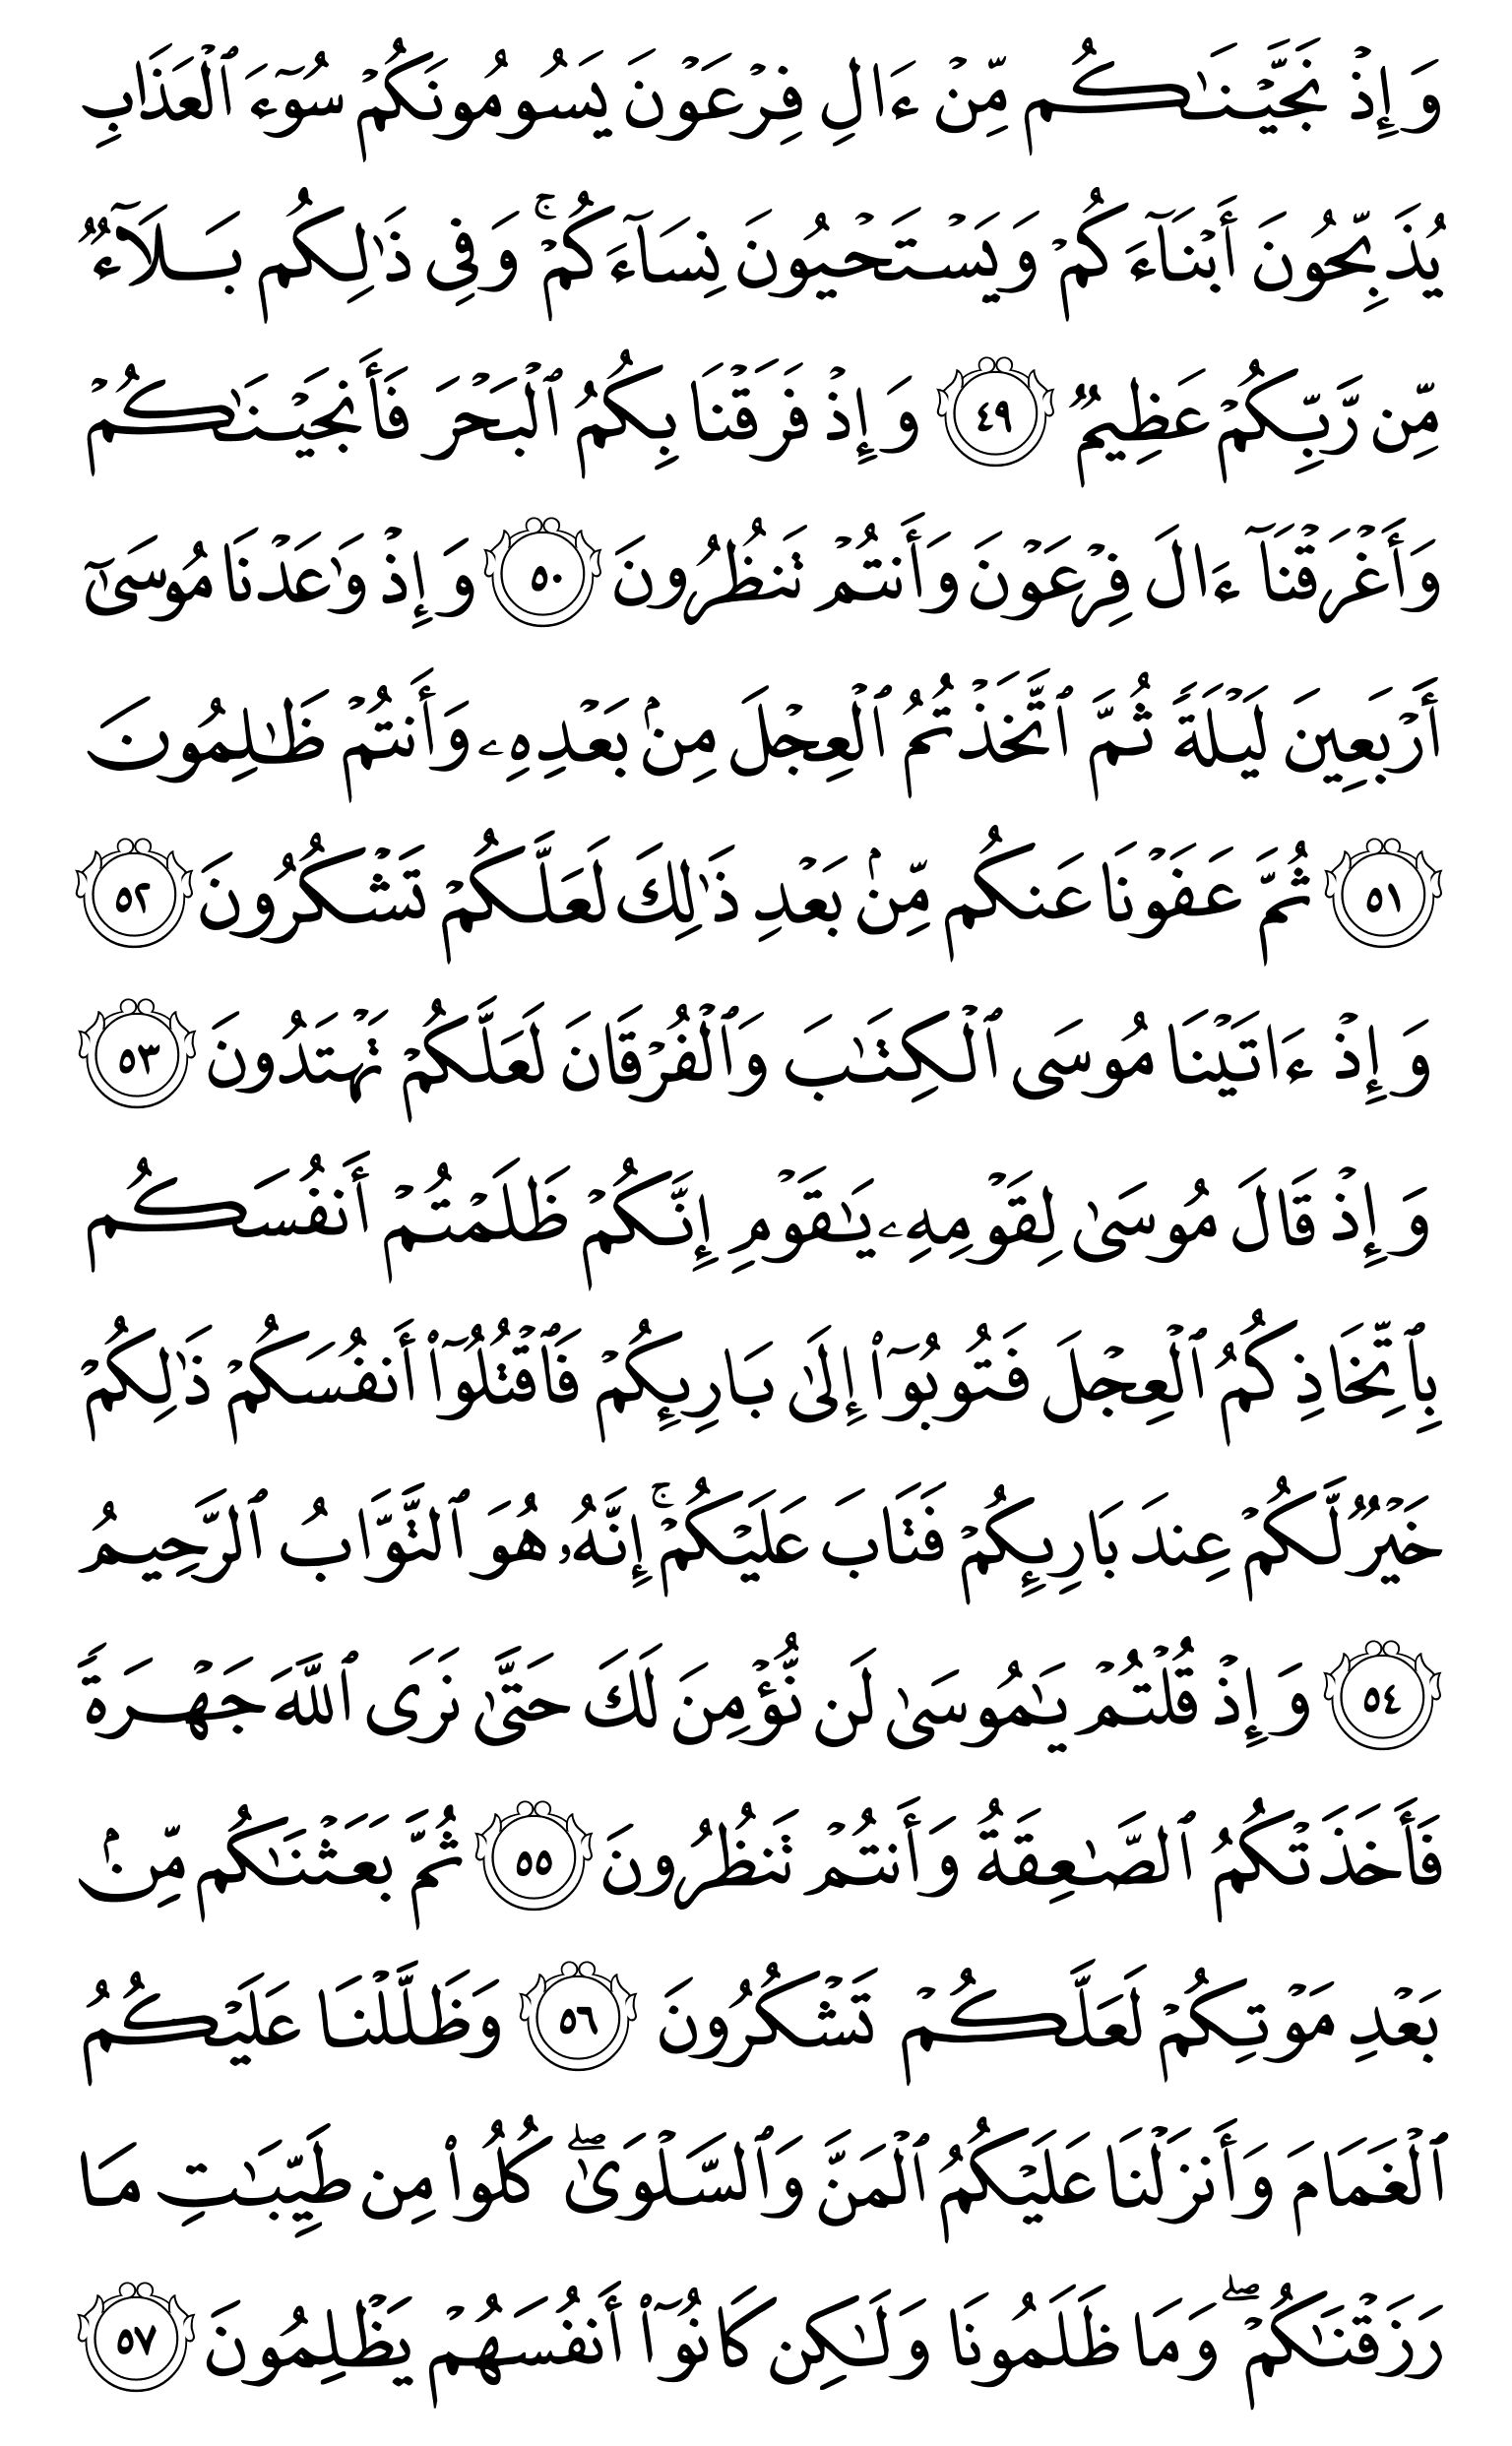 وَإِذۡ نَجَّيۡنَٰكُم مِّنۡ ءَالِ فِرۡعَوۡنَ يَسُومُونَكُمۡ سُوٓءَ ٱلۡعَذَابِ
يُذَبِّحُونَ أَبۡنَآءَكُمۡ وَيَسۡتَحۡيُونَ نِسَآءَكُمۡۚ وَفِي ذَٰلِكُم بَلَآءٞ
مِّن رَّبِّكُمۡ عَظِيمٞ ٤٩ وَإِذۡ فَرَقۡنَا بِكُمُ ٱلۡبَحۡرَ فَأَنجَيۡنَٰكُمۡ
وَأَغۡرَقۡنَآ ءَالَ فِرۡعَوۡنَ وَأَنتُمۡ تَنظُرُونَ ٥٠ وَإِذۡ وَٰعَدۡنَا مُوسَىٰٓ
أَرۡبَعِينَ لَيۡلَةٗ ثُمَّ ٱتَّخَذۡتُمُ ٱلۡعِجۡلَ مِنۢ بَعۡدِهِۦ وَأَنتُمۡ ظَٰلِمُونَ
٥١ ثُمَّ عَفَوۡنَا عَنكُم مِّنۢ بَعۡدِ ذَٰلِكَ لَعَلَّكُمۡ تَشۡكُرُونَ ٥٢
وَإِذۡ ءَاتَيۡنَا مُوسَى ٱلۡكِتَٰبَ وَٱلۡفُرۡقَانَ لَعَلَّكُمۡ تَهۡتَدُونَ ٥٣
وَإِذۡ قَالَ مُوسَىٰ لِقَوۡمِهِۦ يَٰقَوۡمِ إِنَّكُمۡ ظَلَمۡتُمۡ أَنفُسَكُم
بِٱتِّخَاذِكُمُ ٱلۡعِجۡلَ فَتُوبُوٓاْ إِلَىٰ بَارِئِكُمۡ فَٱقۡتُلُوٓاْ أَنفُسَكُمۡ ذَٰلِكُمۡ
خَيۡرٞ لَّكُمۡ عِندَ بَارِئِكُمۡ فَتَابَ عَلَيۡكُمۡۚ إِنَّهُۥ هُوَ ٱلتَّوَّابُ ٱلرَّحِيمُ
٥٤ وَإِذۡ قُلۡتُمۡ يَٰمُوسَىٰ لَن نُّؤۡمِنَ لَكَ حَتَّىٰ نَرَى ٱللَّهَ جَهۡرَةٗ
فَأَخَذَتۡكُمُ ٱلصَّٰعِقَةُ وَأَنتُمۡ تَنظُرُونَ ٥٥ ثُمَّ بَعَثۡنَٰكُم مِّنۢ
بَعۡدِ مَوۡتِكُمۡ لَعَلَّكُمۡ تَشۡكُرُونَ ٥٦ وَظَلَّلۡنَا عَلَيۡكُمُ
ٱلۡغَمَامَ وَأَنزَلۡنَا عَلَيۡكُمُ ٱلۡمَنَّ وَٱلسَّلۡوَىٰۖ كُلُواْ مِن طَيِّبَٰتِ مَا
رَزَقۡنَٰكُمۡۖ وَمَا ظَلَمُونَا وَلَٰكِن كَانُوٓاْ أَنفُسَهُمۡ يَظۡلِمُونَ ٥٧